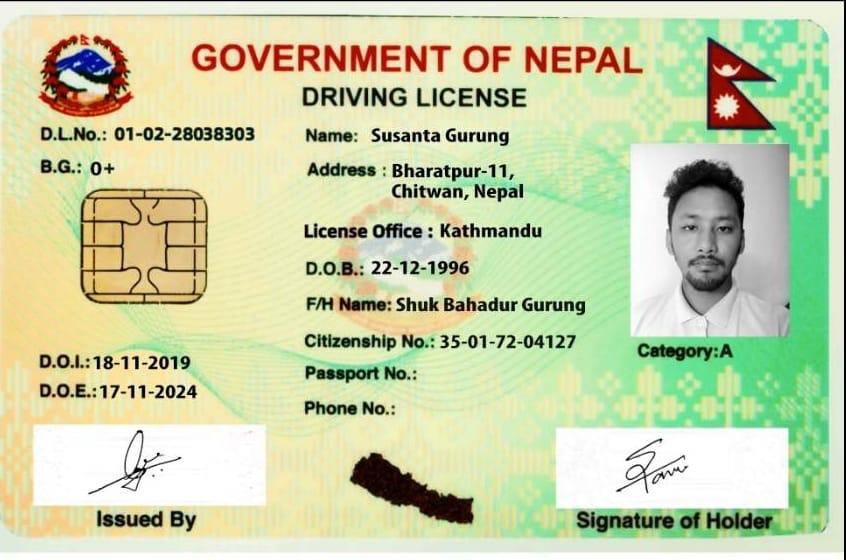 GOVERNMENT OF NEPAL
DRIVING LICENSE
D.L.No.: 01-02-28038303
B.G.: 0+
Name: Susanta Gurung
Address : Bharatpur-11,
Chitwan, Nepal
License Office : Kathmandu
D.O.B.: 22-12-1996
F/H Name: Shuk Bahadur Gurung
Citizenship No.: 35-01-72-04127
Passport No.:
Phone No.:
D.O.I.:18-11-2019
D.O.E.:17-11-2024
Category:A
Issued By
Signature of Holder